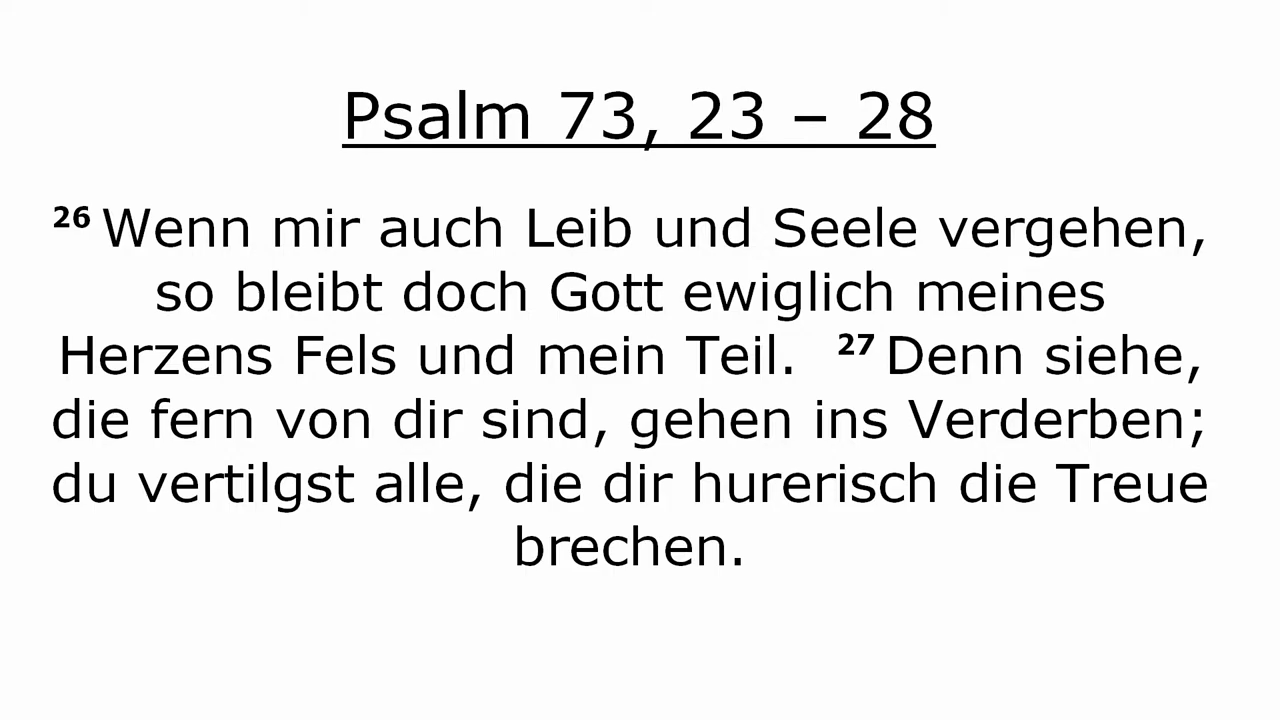 Psalm 73, 23 – 28
26 Wenn mir auch Leib und Seele vergehen,
so bleibt doch Gott ewiglich meines
Herzens Fels und mein Teil. 27 Denn siehe,
die fern von dir sind, gehen ins Verderben;
du vertilgst alle, die dir hurerisch die Treue
brechen.